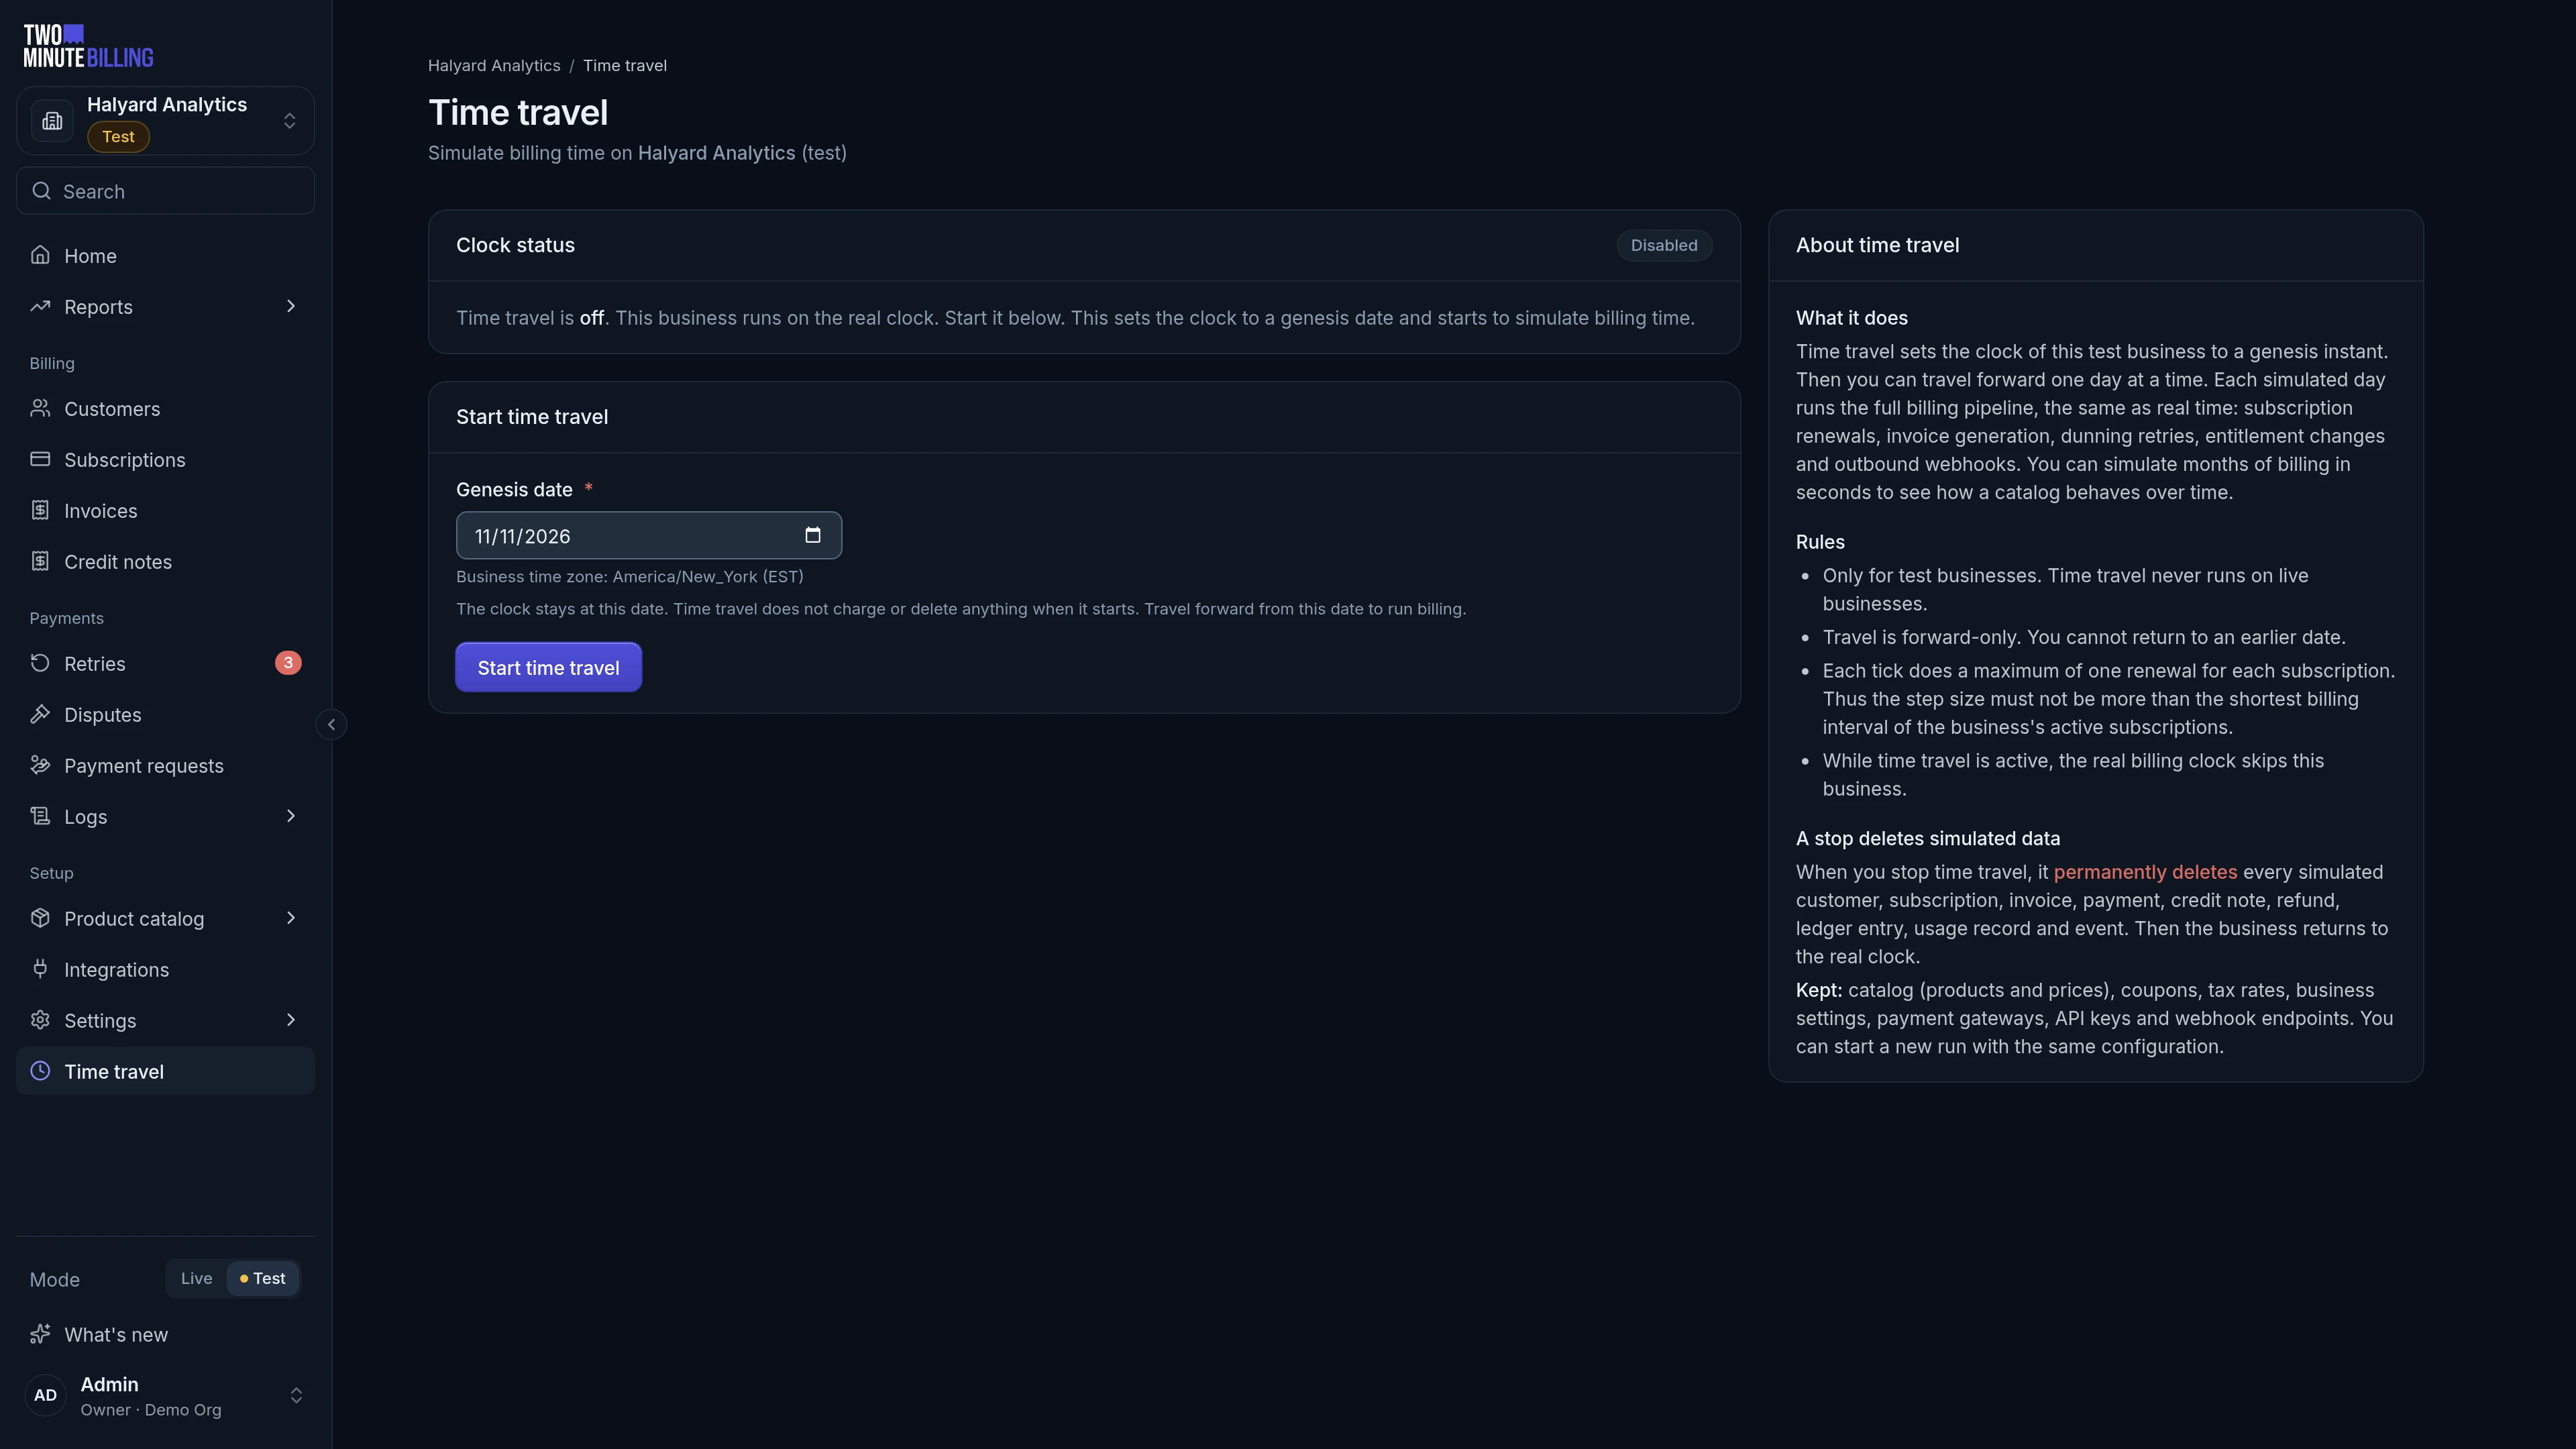 TWO
MINUTE BILLING
Halyard Analytics
Test
Search
Home
Reports
Billing
Customers
Subscriptions
Invoices
Credit notes
Payments
Retries
3
Disputes
Payment requests
Logs
Setup
Product catalog
Integrations
Settings
Time travel
Mode
Live
Test
What's new
AD
Admin
Owner · Demo Org
Halyard Analytics / Time travel
Time travel
Simulate billing time on Halyard Analytics (test)
Clock status
Disabled
Time travel is off. This business runs on the real clock. Start it below. This sets the clock to a genesis date and starts to simulate billing time.
Start time travel
Genesis date *
11/11/2026
Business time zone: America/New_York (EST)
The clock stays at this date. Time travel does not charge or delete anything when it starts. Travel forward from this date to run billing.
Start time travel
About time travel
What it does
Time travel sets the clock of this test business to a genesis instant.
Then you can travel forward one day at a time. Each simulated day
runs the full billing pipeline, the same as real time: subscription
renewals, invoice generation, dunning retries, entitlement changes
and outbound webhooks. You can simulate months of billing in
seconds to see how a catalog behaves over time.
Rules
• Only for test businesses. Time travel never runs on live
businesses.
• Travel is forward-only. You cannot return to an earlier date.
• Each tick does a maximum of one renewal for each subscription.
Thus the step size must not be more than the shortest billing
interval of the business's active subscriptions.
• While time travel is active, the real billing clock skips this
business.
A stop deletes simulated data
When you stop time travel, it permanently deletes every simulated
customer, subscription, invoice, payment, credit note, refund,
ledger entry, usage record and event. Then the business returns to
the real clock.
Kept: catalog (products and prices), coupons, tax rates, business
settings, payment gateways, API keys and webhook endpoints. You
can start a new run with the same configuration.